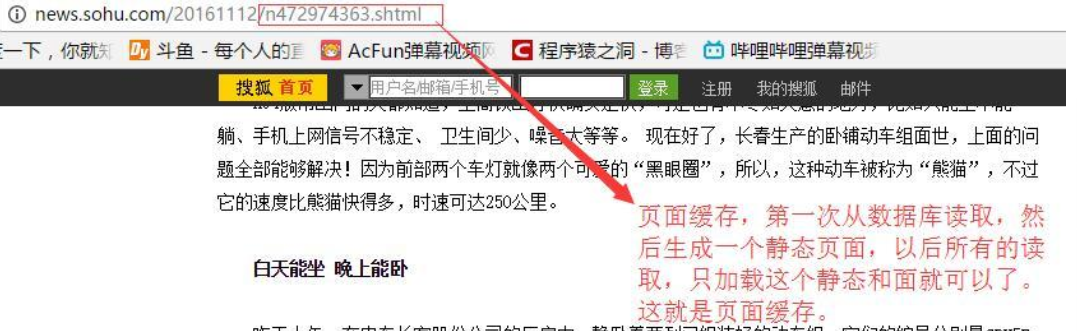 news.sohu.com/20161112/n472974363.shtml
一下，你就知 斗鱼 - 每个人的直 AcFun弹幕视频网 程序猿之洞 - 博客 哔哩哔哩弹幕视频
搜狐 首页 用户名/邮箱/手机号 登录 注册 我的搜狐 邮件
躺、手机上网信号不稳定、 卫生间少、噪音大等等。 现在好了，长春生产的卧铺动车组面世，上面的问
题全部能够解决！因为前部两个车灯就像两个可爱的“黑眼圈”，所以，这种动车被称为“熊猫”，不过
它的速度比熊猫快得多，时速可达250公里。
页面缓存，第一次从数据库读取，然
后生成一个静态页面，以后所有的读
取，只加载这个静态和面就可以了。
这就是页面缓存。
白天能坐 晚上能卧